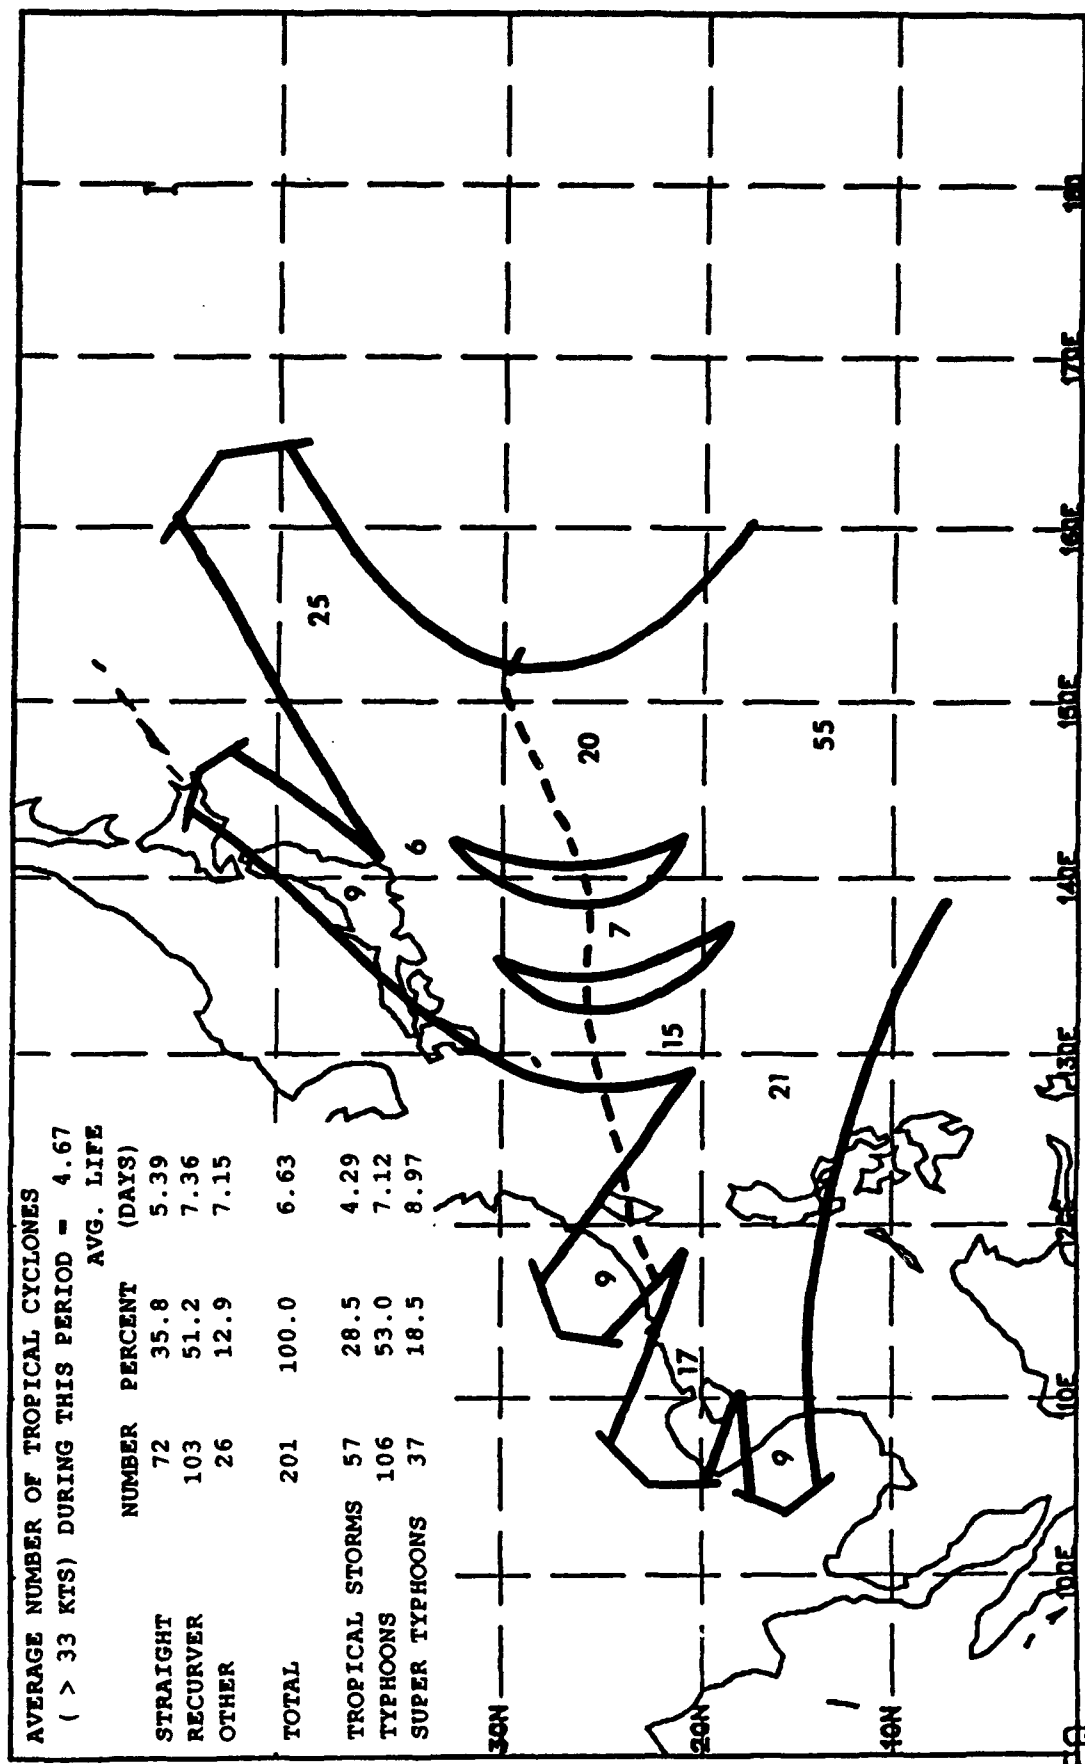 AVERAGE NUMBER OF TROPICAL CYCLONES
( > 33 KTS) DURING THIS PERIOD = 4.67
AVG. LIFE
NUMBER PERCENT (DAYS)
STRAIGHT 72 35.8 5.39
RECURVER 103 51.2 7.36
OTHER 26 12.9 7.15
TOTAL 201 100.0 6.63
TROPICAL STORMS 57 28.5 4.29
TYPHOONS 106 53.0 7.12
SUPER TYPHOONS 37 18.5 8.97
25
9
6
30N
20
9
7
15
17
20N
55
21
9
10N
100E
110E
120E
130E
140E
150E
160E
170E
180